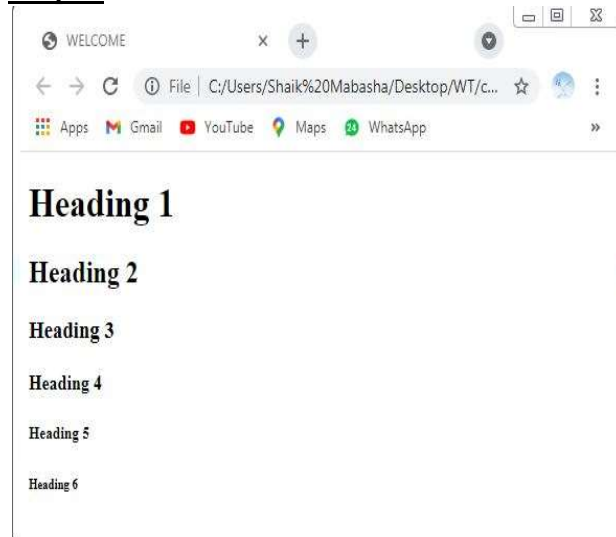 WELCOME
File | C:/Users/Shaik%20Mabasha/Desktop/WT/c...
Apps Gmail YouTube Maps 24 WhatsApp »
Heading 1
Heading 2
Heading 3
Heading 4
Heading 5
Heading 6